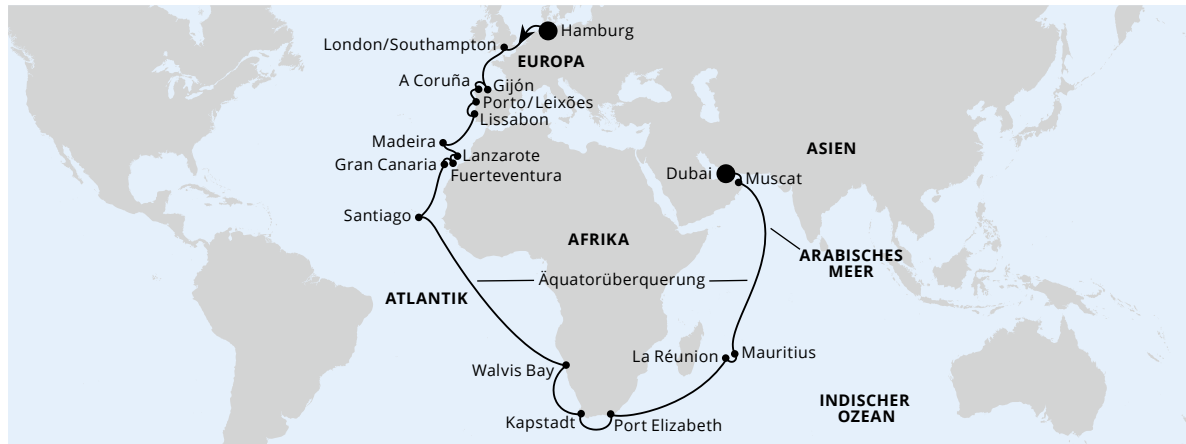 Hamburg
London/Southampton
EUROPA
A Coruña
Gijón
Porto/Leixões
Lissabon
Madeira
ASIEN
Lanzarote
Gran Canaria
Fuerteventura
Dubai
Muscat
Santiago
AFRIKA
ARABISCHES
MEER
Äquatorüberquerung
ATLANTIK
La Réunion
Mauritius
Walvis Bay
INDISCHER
OZEAN
Kapstadt
Port Elizabeth